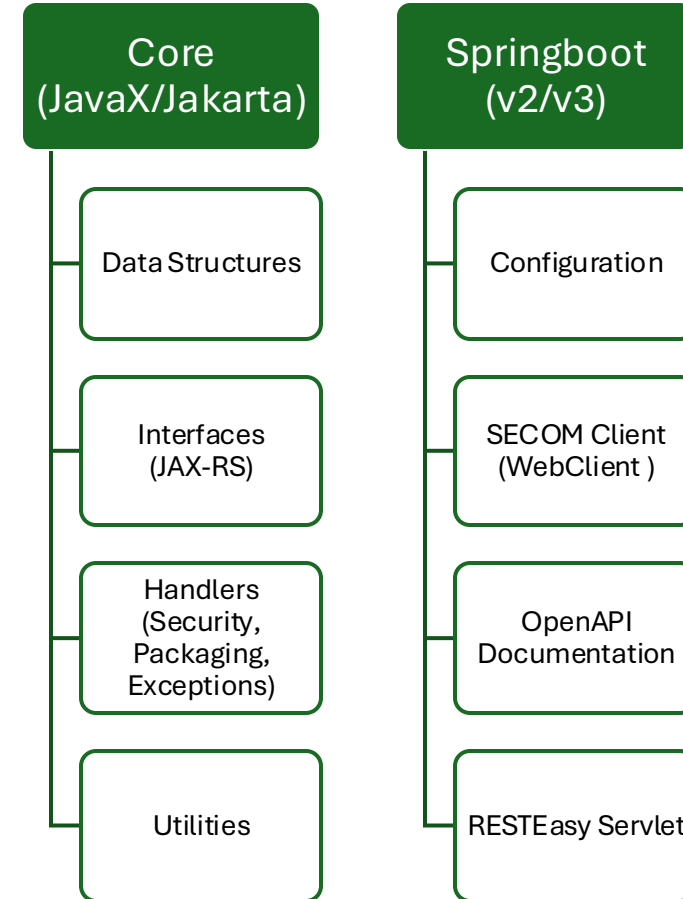 Core
(JavaX/Jakarta)
Data Structures
Interfaces
(JAX-RS)
Handlers
(Security,
Packaging,
Exceptions)
Utilities
Springboot
(v2/v3)
Configuration
SECOM Client
(WebClient )
OpenAPI
Documentation
RESTEasy Servlet